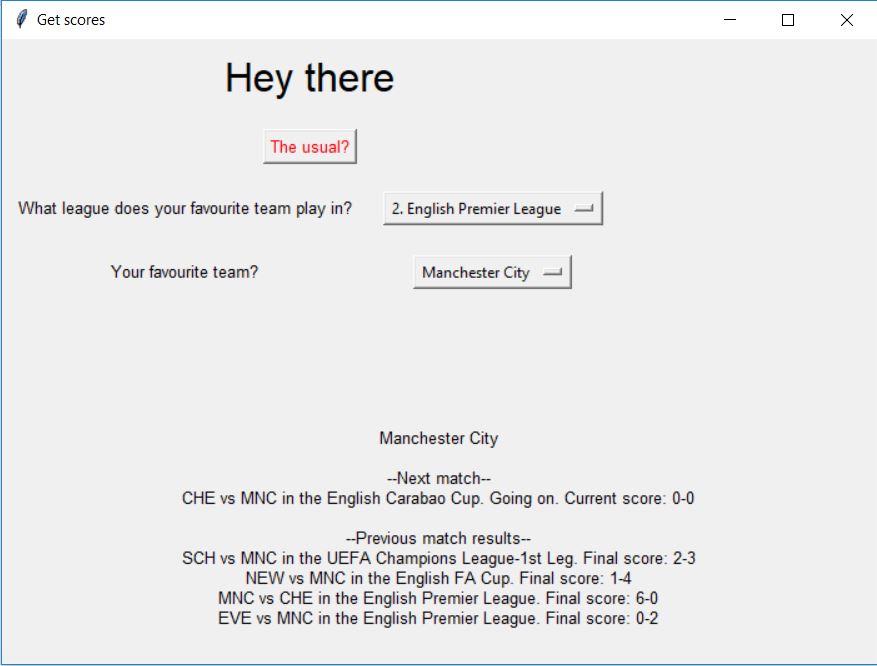 Get scores
Hey there
The usual?
What league does your favourite team play in? 2. English Premier League
Your favourite team? Manchester City
Manchester City
--Next match--
CHE vs MNC in the English Carabao Cup. Going on. Current score: 0-0
--Previous match results--
SCH vs MNC in the UEFA Champions League-1st Leg. Final score: 2-3
NEW vs MNC in the English FA Cup. Final score: 1-4
MNC vs CHE in the English Premier League. Final score: 6-0
EVE vs MNC in the English Premier League. Final score: 0-2